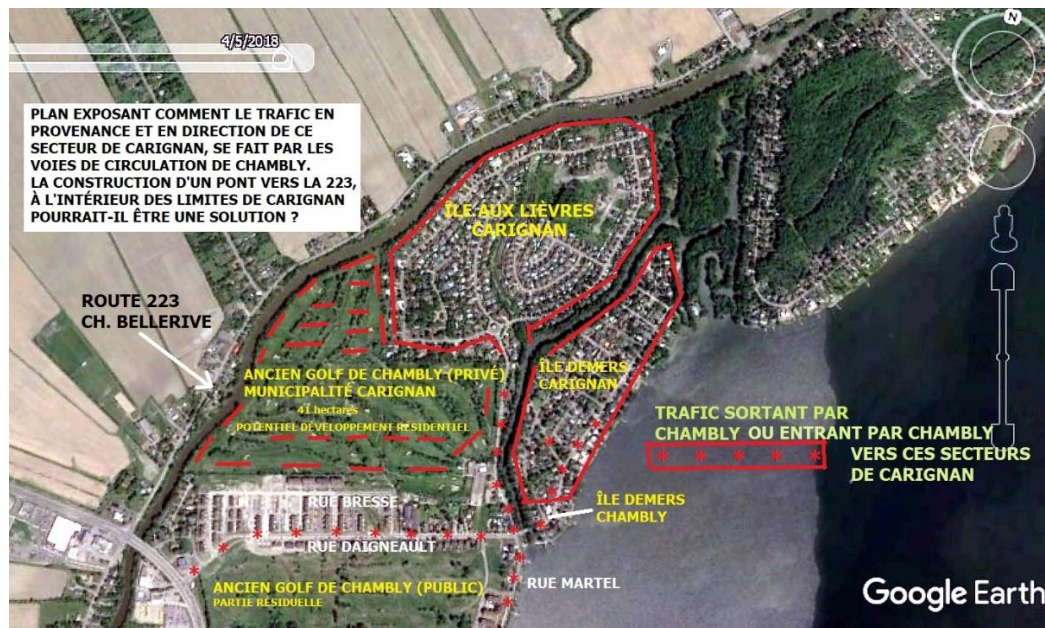 4/5/2018
N
PLAN EXPOSANT COMMENT LE TRAFIC EN
PROVENANCE ET EN DIRECTION DE CE
SECTEUR DE CARIGNAN, SE FAIT PAR LES
VOIES DE CIRCULATION DE CHAMBLY.
LA CONSTRUCTION D'UN PONT VERS LA 223,
À L'INTÉRIEUR DES LIMITES DE CARIGNAN
POURRAIT-IL ÊTRE UNE SOLUTION ?
ÎLE AUX LIÈVRES
CARIGNAN
ROUTE 223
CH. BELLERIVE
ANCIEN GOLF DE CHAMBLY (PRIVÉ)
MUNICIPALITÉ CARIGNAN
41 hectares
POTENTIEL DÉVELOPPEMENT RÉSIDENTIEL
ÎLE DEMERS
CARIGNAN
TRAFIC SORTANT PAR
CHAMBLY OU ENTRANT PAR CHAMBLY
* * * * * VERS CES SECTEURS
DE CARIGNAN
RUE BRESSE
ÎLE DEMERS
CHAMBLY
RUE DAIGNEAULT
ANCIEN GOLF DE CHAMBLY (PUBLIC)
PARTIE RÉSIDUELLE
RUE MARTEL
Google Earth